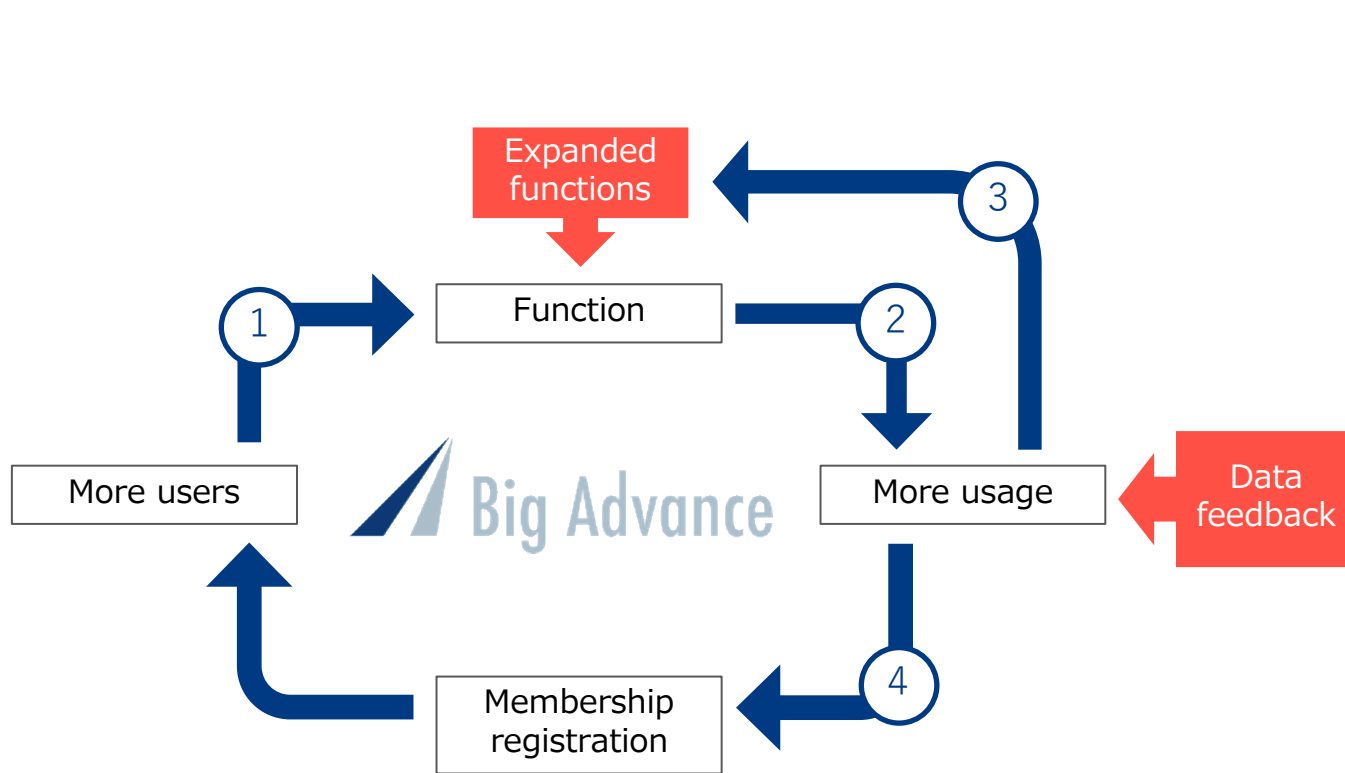 Expanded
functions
3
1
Function
2
More users
Big Advance
More usage
Data
feedback
4
Membership
registration